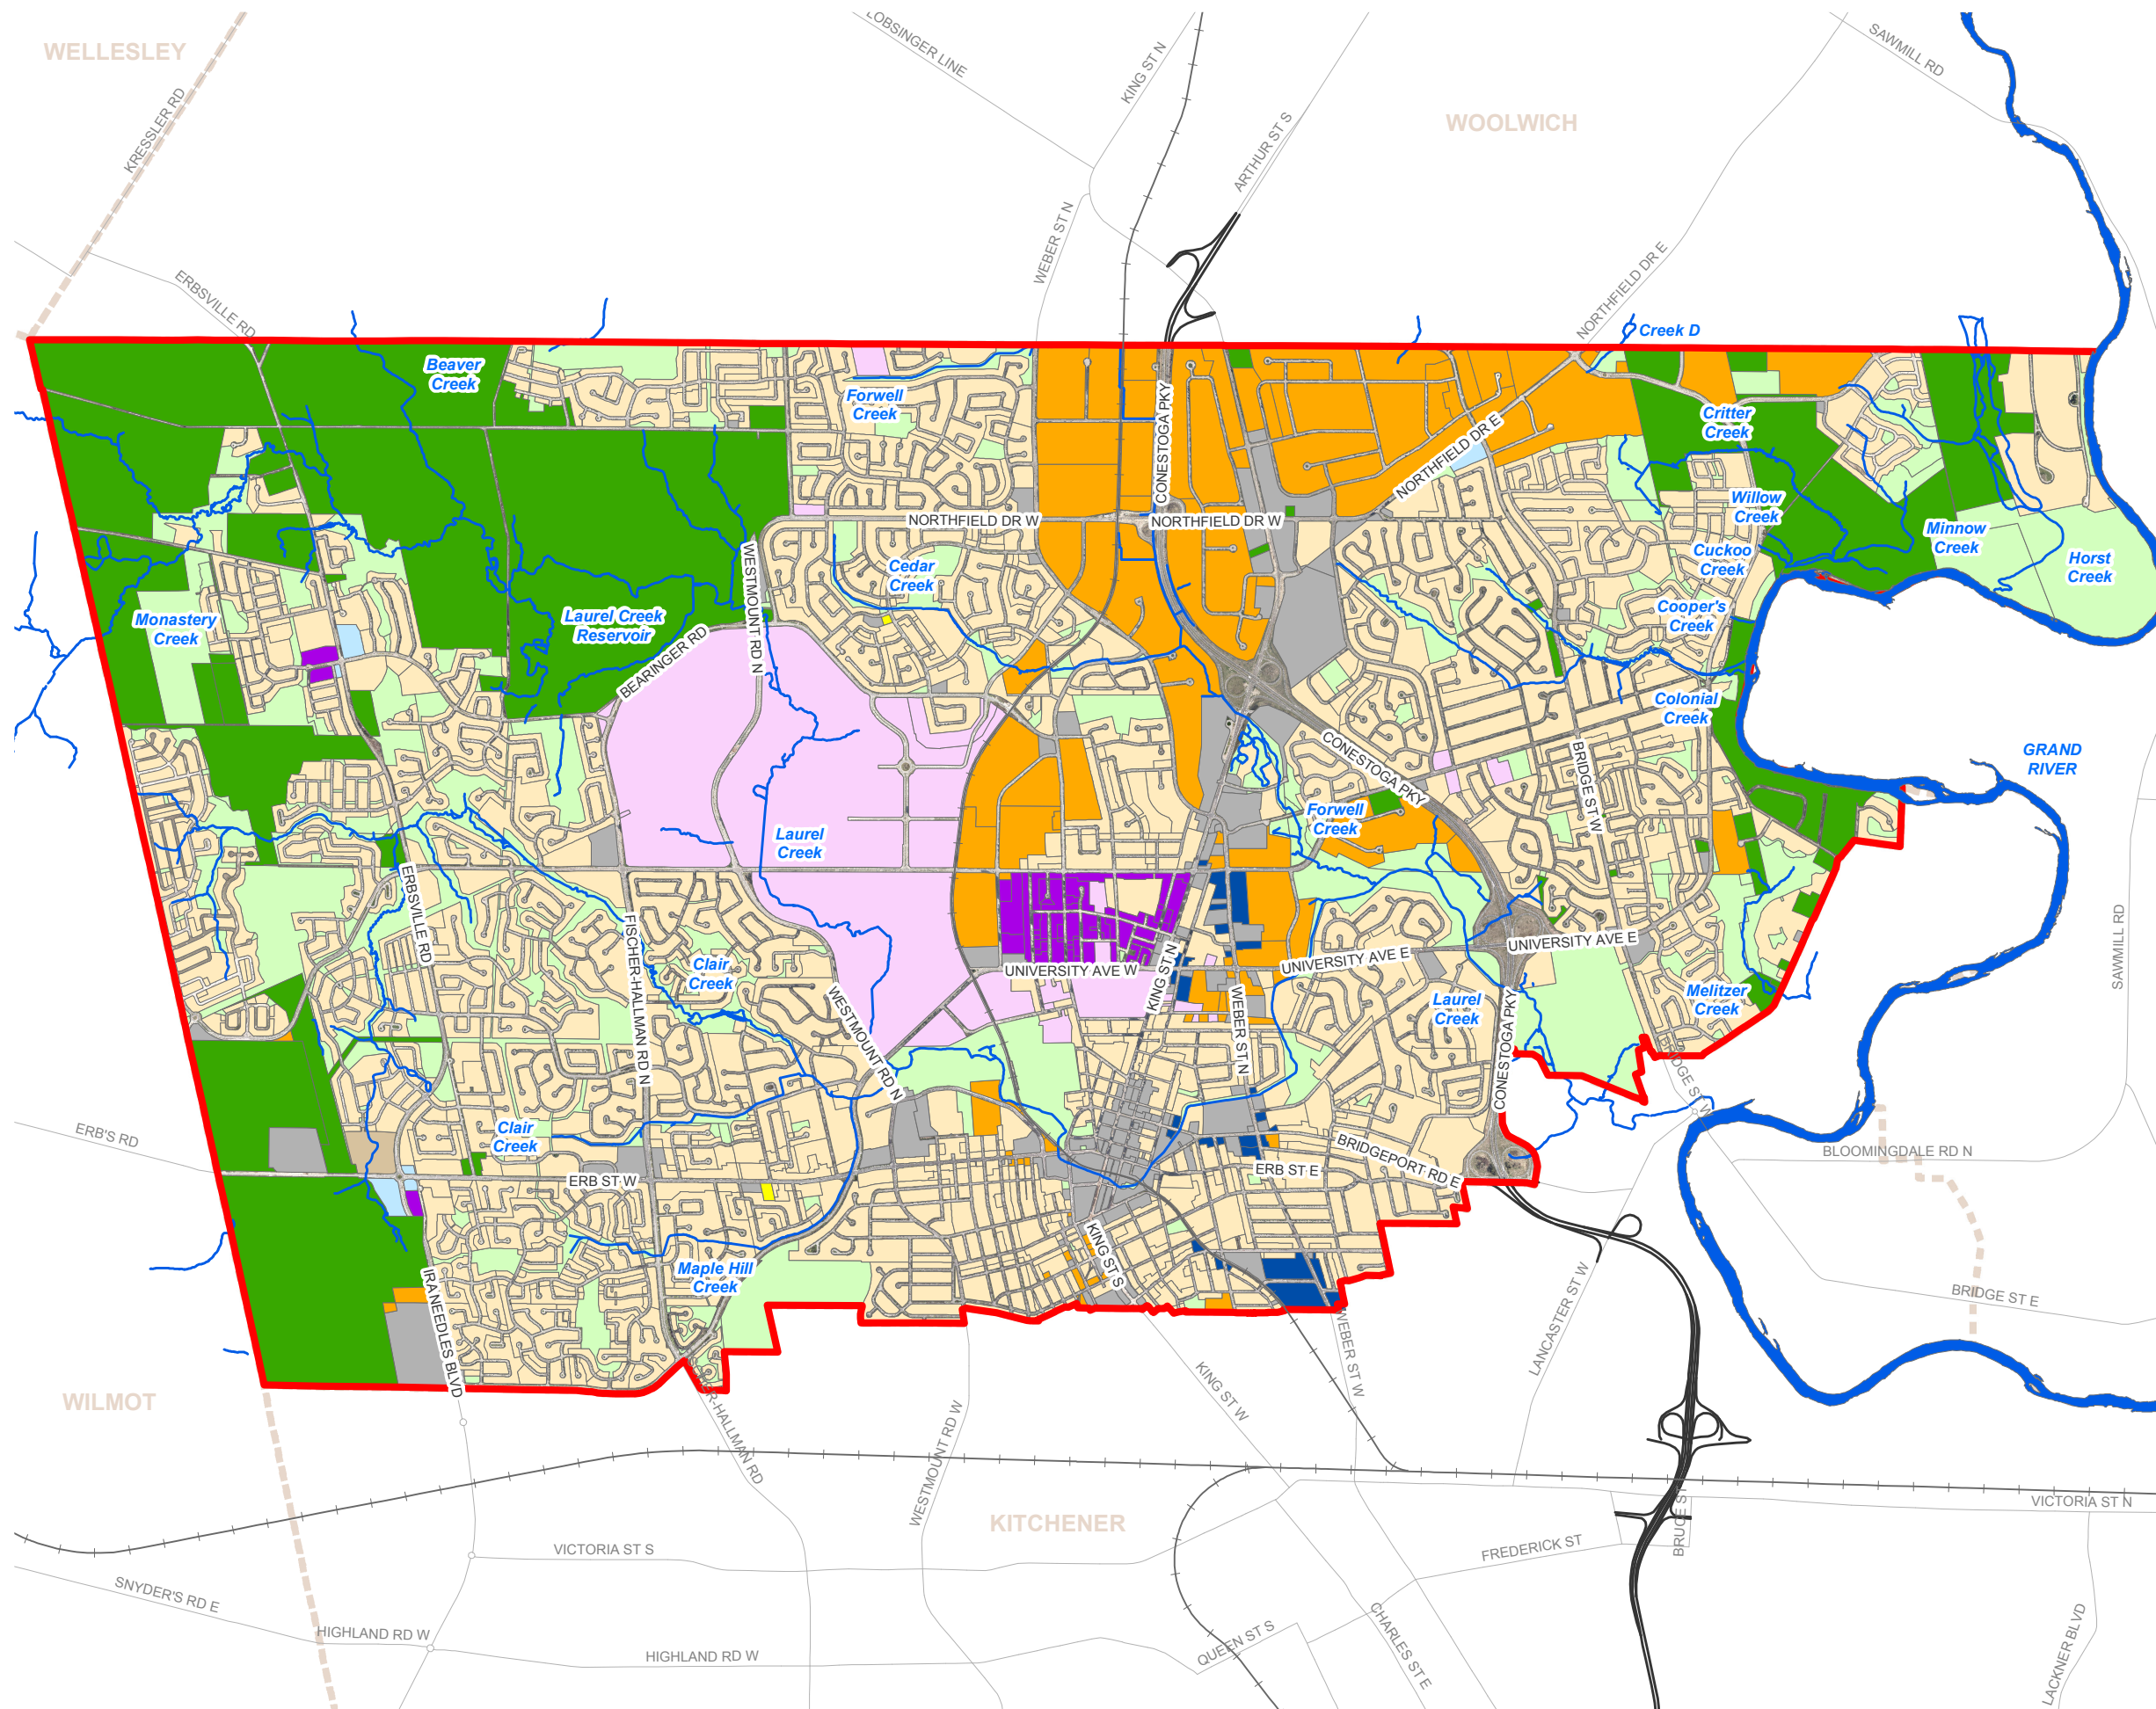 LOBSINGER LINE
SAWMILL RD
WELLESLEY
KING ST N
KRESSLER RD
WOOLWICH
ARTHUR ST S
WEBER ST N
NORTHFIELD DR E
ERBSVILLE RD
Creek D
Beaver
Creek
Forwell
Creek
CONESTOGA PKY
Critter
Creek
NORTHFIELD DR E
Willow
Creek
NORTHFIELD DR W
NORTHFIELD DR W
Minnow
Creek
Cuckoo
Creek
Horst
Creek
Cedar
Creek
WESTMOUNT RD N
Monastery
Creek
Laurel Creek
Reservoir
Cooper's
Creek
BEARINGER RD
Colonial
Creek
CONESTOGA PKY
BRIDGE ST W
GRAND
RIVER
Laurel
Creek
Forwell
Creek
ERBSVILLE RD
FISCHER-HALLMAN RD N
UNIVERSITY AVE W
UNIVERSITY AVE E
UNIVERSITY AVE E
SAWMILL RD
Clair
Creek
KING ST N
WEBER ST N
Laurel
Creek
Melitzer
Creek
WESTMOUNT RD N
CONESTOGA PKY
BRIDGE ST W
ERB'S RD
Clair
Creek
BRIDGEPORT RD E
BLOOMINGDALE RD N
ERB ST E
ERB ST W
KING ST S
Maple Hill
Creek
IRA NEEDLES BLVD
LANCASTER ST W
BRIDGE ST E
WEBER ST W
KING ST W
WILMOT
FISCHER-HALLMAN RD
WESTMOUNT RD W
VICTORIA ST N
BRUCE ST
KITCHENER
FREDERICK ST
VICTORIA ST S
SNYDER'S RD E
HIGHLAND RD W
HIGHLAND RD W
QUEEN ST S
CHARLES ST E
LACKNER BLVD